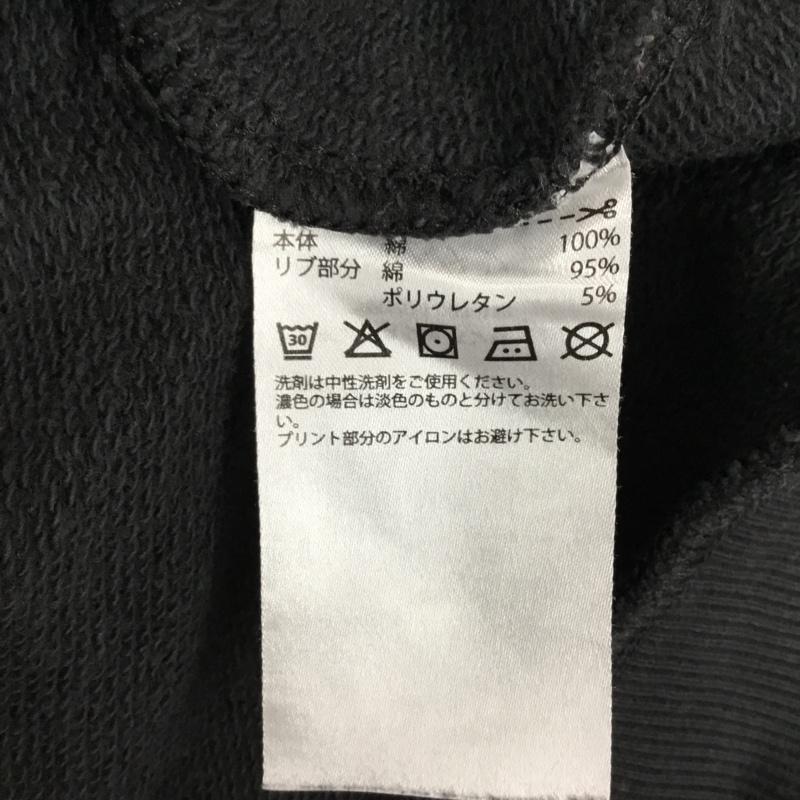 本体 綿 100%
リブ部分 綿 95%
ポリウレタン 5%
30
洗剤は中性洗剤をご使用ください。
濃色の場合は淡色のものと分けてお洗い下さ
い。
プリント部分のアイロンはお避け下さい。